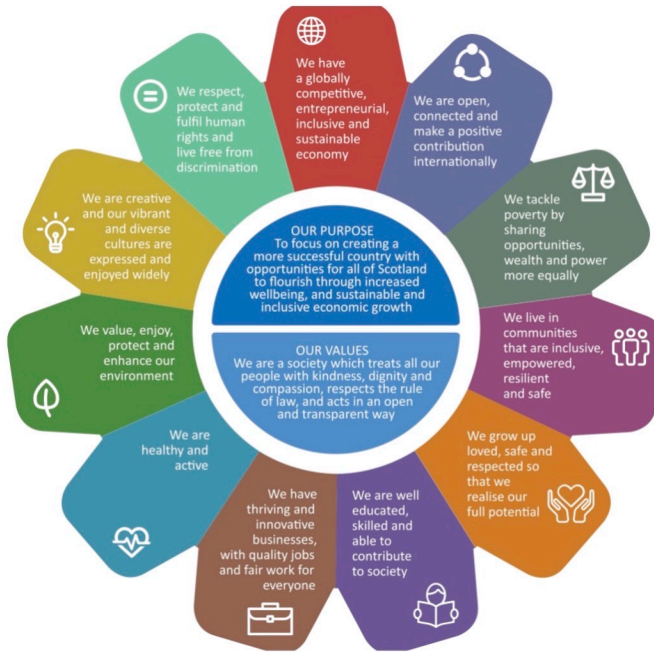 We have
a globally
competitive,
entrepreneurial,
inclusive and
sustainable
economy
We are open,
connected and
make a positive
contribution
internationally
We tackle
poverty by
sharing
opportunities,
wealth and power
more equally
We live in
communities
that are inclusive,
empowered,
resilient
and safe
We grow up
loved, safe and
respected so
that we
realise our
full potential
We are well
educated,
skilled and
able to
contribute
to society
We have
thriving and
innovative
businesses,
with quality jobs
and fair work for
everyone
We are
healthy and
active
We value, enjoy,
protect and
enhance our
environment
We are creative
and our vibrant
and diverse
cultures are
expressed and
enjoyed widely
We respect,
protect and
fulfil human
rights and
live free from
discrimination
OUR PURPOSE
To focus on creating a
more successful country with
opportunities for all of Scotland
to flourish through increased
wellbeing, and sustainable and
inclusive economic growth
OUR VALUES
We are a society which treats all our
people with kindness, dignity and
compassion, respects the rule
of law, and acts in an open
and transparent way